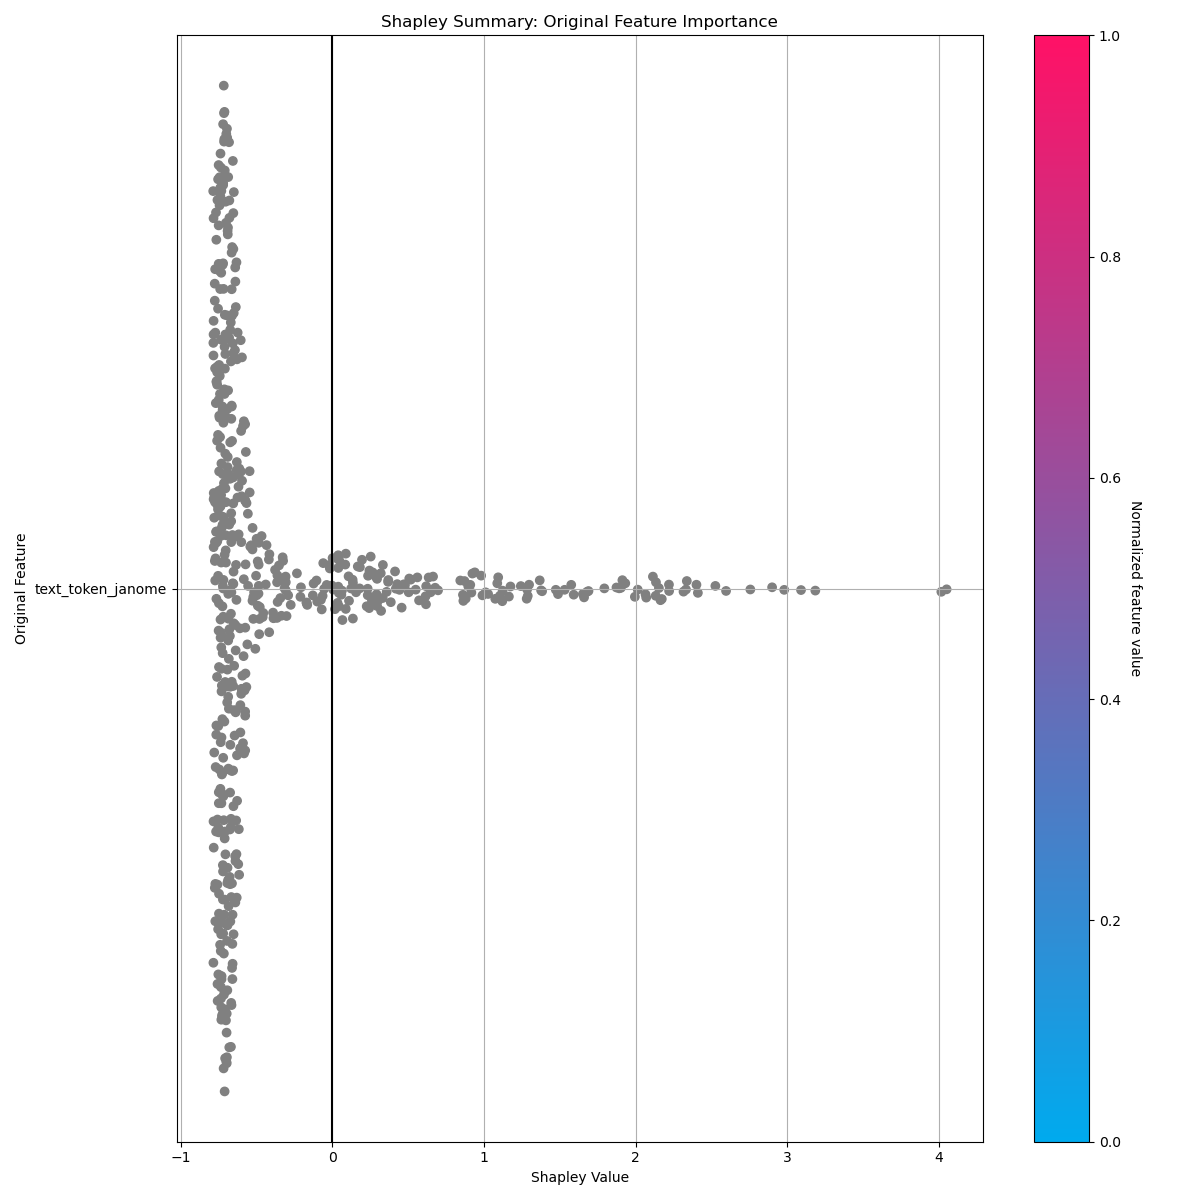 Shapley Summary: Original Feature Importance
1.0
0.8
0.6
0.4
0.2
0.0
Normalized feature value
Original Feature
text_token_janome
−1
0
1
2
3
4
Shapley Value